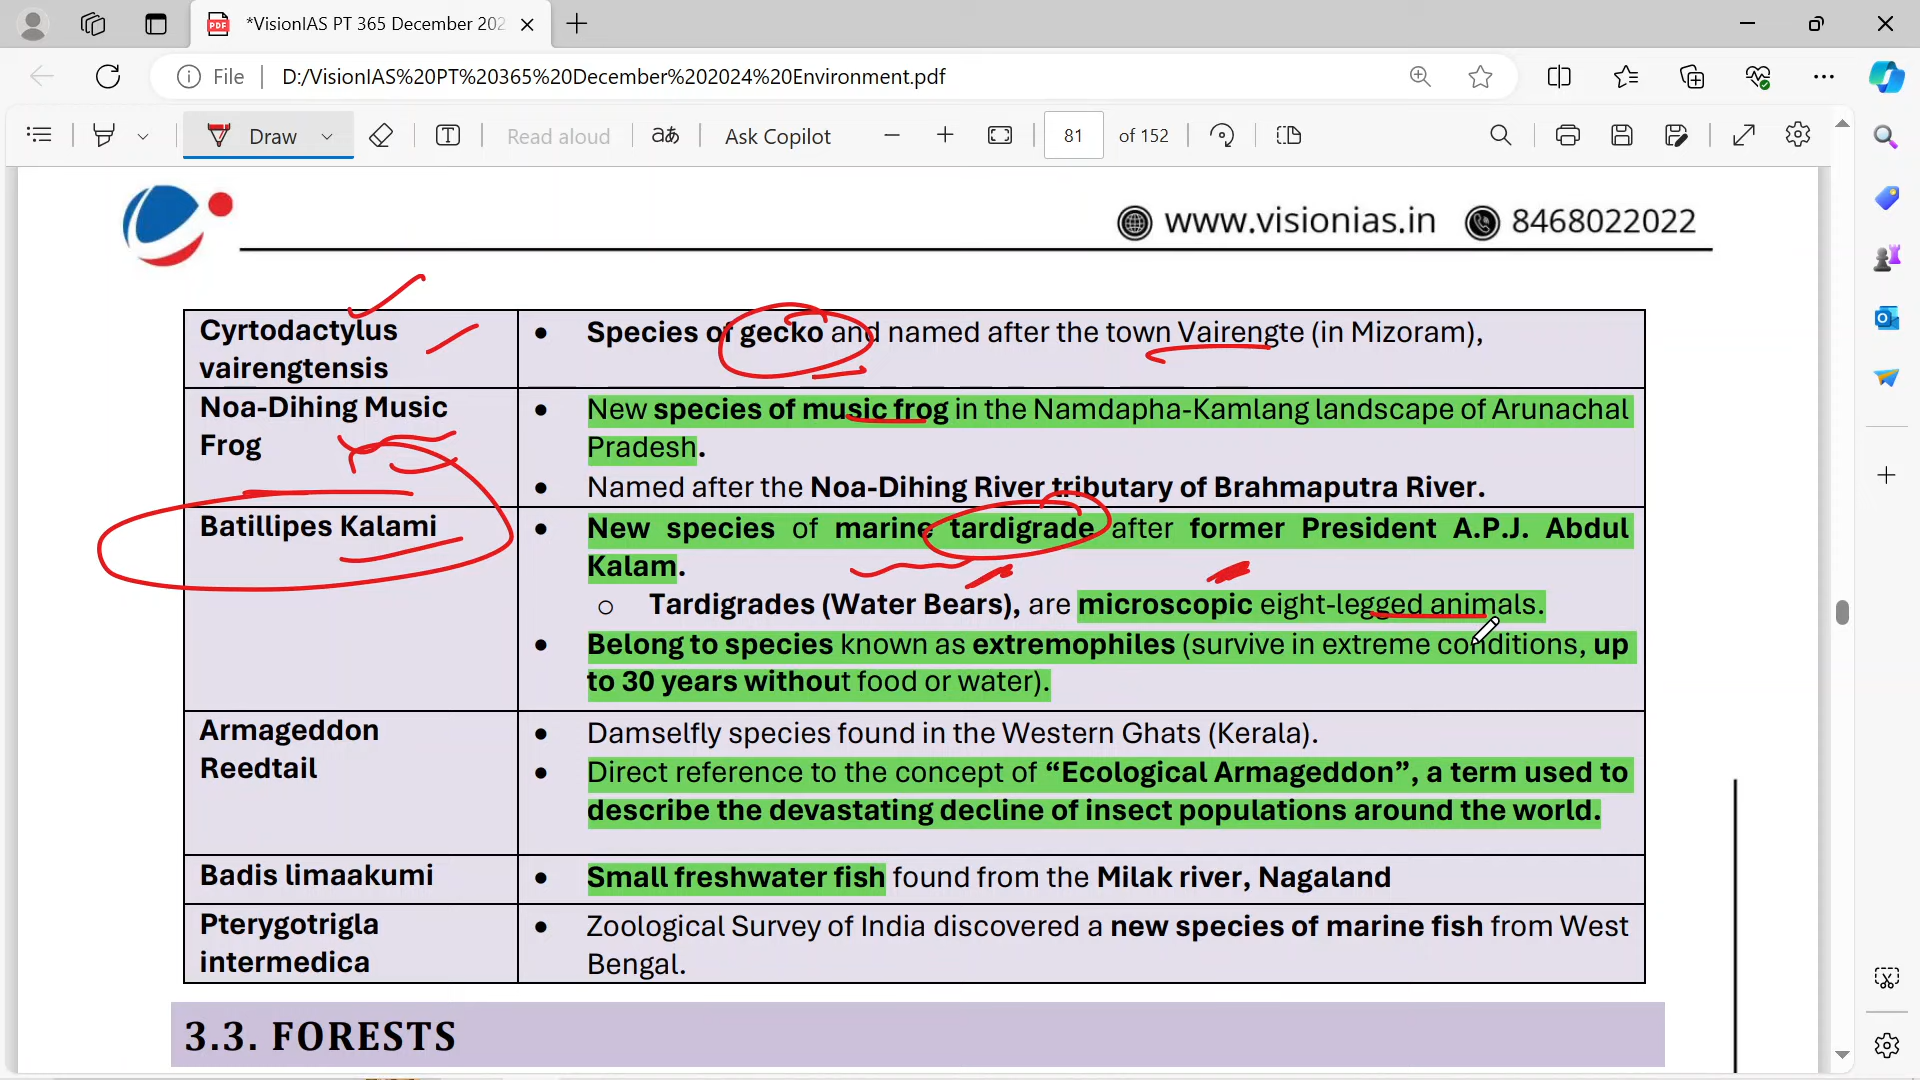 *VisionIAS PT 365 December 202
File
D:/VisionIAS%20PT%20365%20December%202024%20Environment.pdf
Draw
Read aloud
aあ
Ask Copilot
81 of 152
www.visionias.in 8468022022
Cyrtodactylus
vairengtensis
• Species of gecko and named after the town Vairengte (in Mizoram),
Noa-Dihing Music
Frog
• New species of music frog in the Namdapha-Kamlang landscape of Arunachal
Pradesh.
• Named after the Noa-Dihing River tributary of Brahmaputra River.
Batillipes Kalami
• New species of marine tardigrade after former President A.P.J. Abdul
Kalam.
o Tardigrades (Water Bears), are microscopic eight-legged animals.
• Belong to species known as extremophiles (survive in extreme conditions, up
to 30 years without food or water).
Armageddon
Reedtail
• Damselfly species found in the Western Ghats (Kerala).
• Direct reference to the concept of “Ecological Armageddon”, a term used to
describe the devastating decline of insect populations around the world.
Badis limaakumi
• Small freshwater fish found from the Milak river, Nagaland
Pterygotrigla
intermedica
• Zoological Survey of India discovered a new species of marine fish from West
Bengal.
3.3. FORESTS